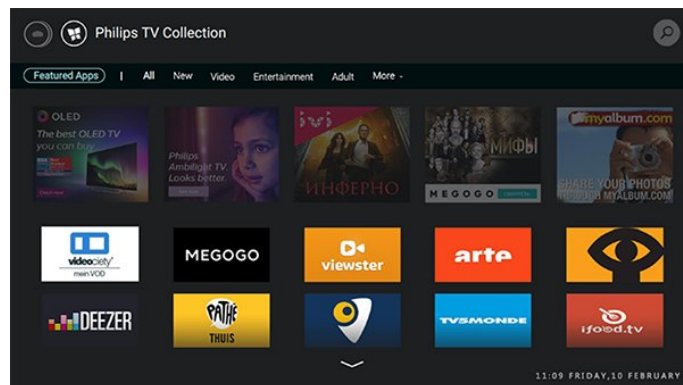 Philips TV Collection
Featured Apps | All New Video Entertainment Adult More
OLED
The best OLED TV
you can buy
Philips
Ambilight TV.
Looks better.
ivi
ИНФЕРНО
МИФЫ
MEGOGO
myalbum.com
SHARE YOUR PHOTOS
THROUGH MYALBUM.COM
videociety
mein VOD
MEGOGO
viewster
arte
DEEZER
PATHÉ
THUIS
TV5MONDE
ifood.tv
11:09 FRIDAY,10 FEBRUARY